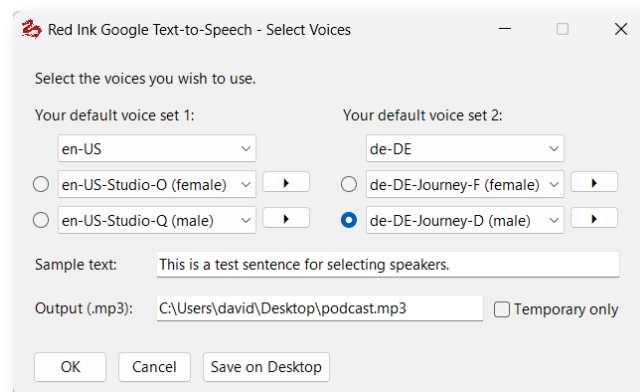 Red Ink Google Text-to-Speech - Select Voices
Select the voices you wish to use.
Your default voice set 1: Your default voice set 2:
en-US de-DE
en-US-Studio-O (female) de-DE-Journey-F (female)
en-US-Studio-Q (male) de-DE-Journey-D (male)
Sample text: This is a test sentence for selecting speakers.
Output (.mp3): C:\Users\david\Desktop\podcast.mp3 Temporary only
OK Cancel Save on Desktop